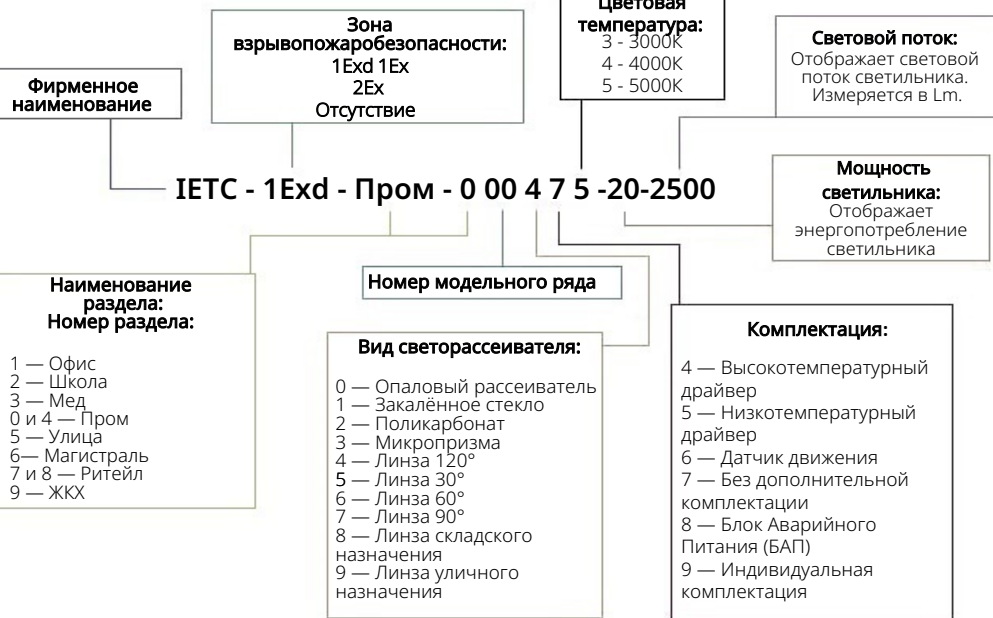 Цветовая
температура:
3 - 3000К
4 - 4000К
5 - 5000К
Зона
взрывопожаробезопасности:
1Exd 1Ex
2Ex
Отсутствие
Световой поток:
Отображает световой
поток светильника.
Измеряется в Lm.
Фирменное
наименование
IETC - 1Exd - Пром - 0 00 4 7 5 -20-2500
Мощность
светильника:
Отображает
энергопотребление
светильника
Наименование
раздела:
Номер раздела:
1 — Офис
2 — Школа
3 — Мед
0 и 4 — Пром
5 — Улица
6— Магистраль
7 и 8 — Ритейл
9 — ЖКХ
Номер модельного ряда
Вид светорассеивателя:
0 — Опаловый рассеиватель
1 — Закалённое стекло
2 — Поликарбонат
3 — Микропризма
4 — Линза 120°
5 — Линза 30°
6 — Линза 60°
7 — Линза 90°
8 — Линза складского
назначения
9 — Линза уличного
назначения
Комплектация:
4 — Высокотемпературный
драйвер
5 — Низкотемпературный
драйвер
6 — Датчик движения
7 — Без дополнительной
комплектации
8 — Блок Аварийного
Питания (БАП)
9 — Индивидуальная
комплектация